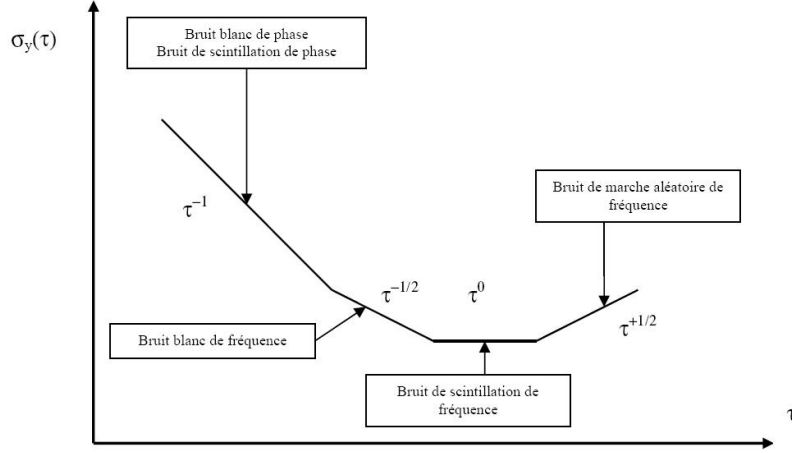 σy(τ)
Bruit blanc de phase
Bruit de scintillation de phase
τ−1
Bruit de marche aléatoire de
fréquence
τ−1/2
τ0
τ+1/2
Bruit blanc de fréquence
Bruit de scintillation de
fréquence
τ